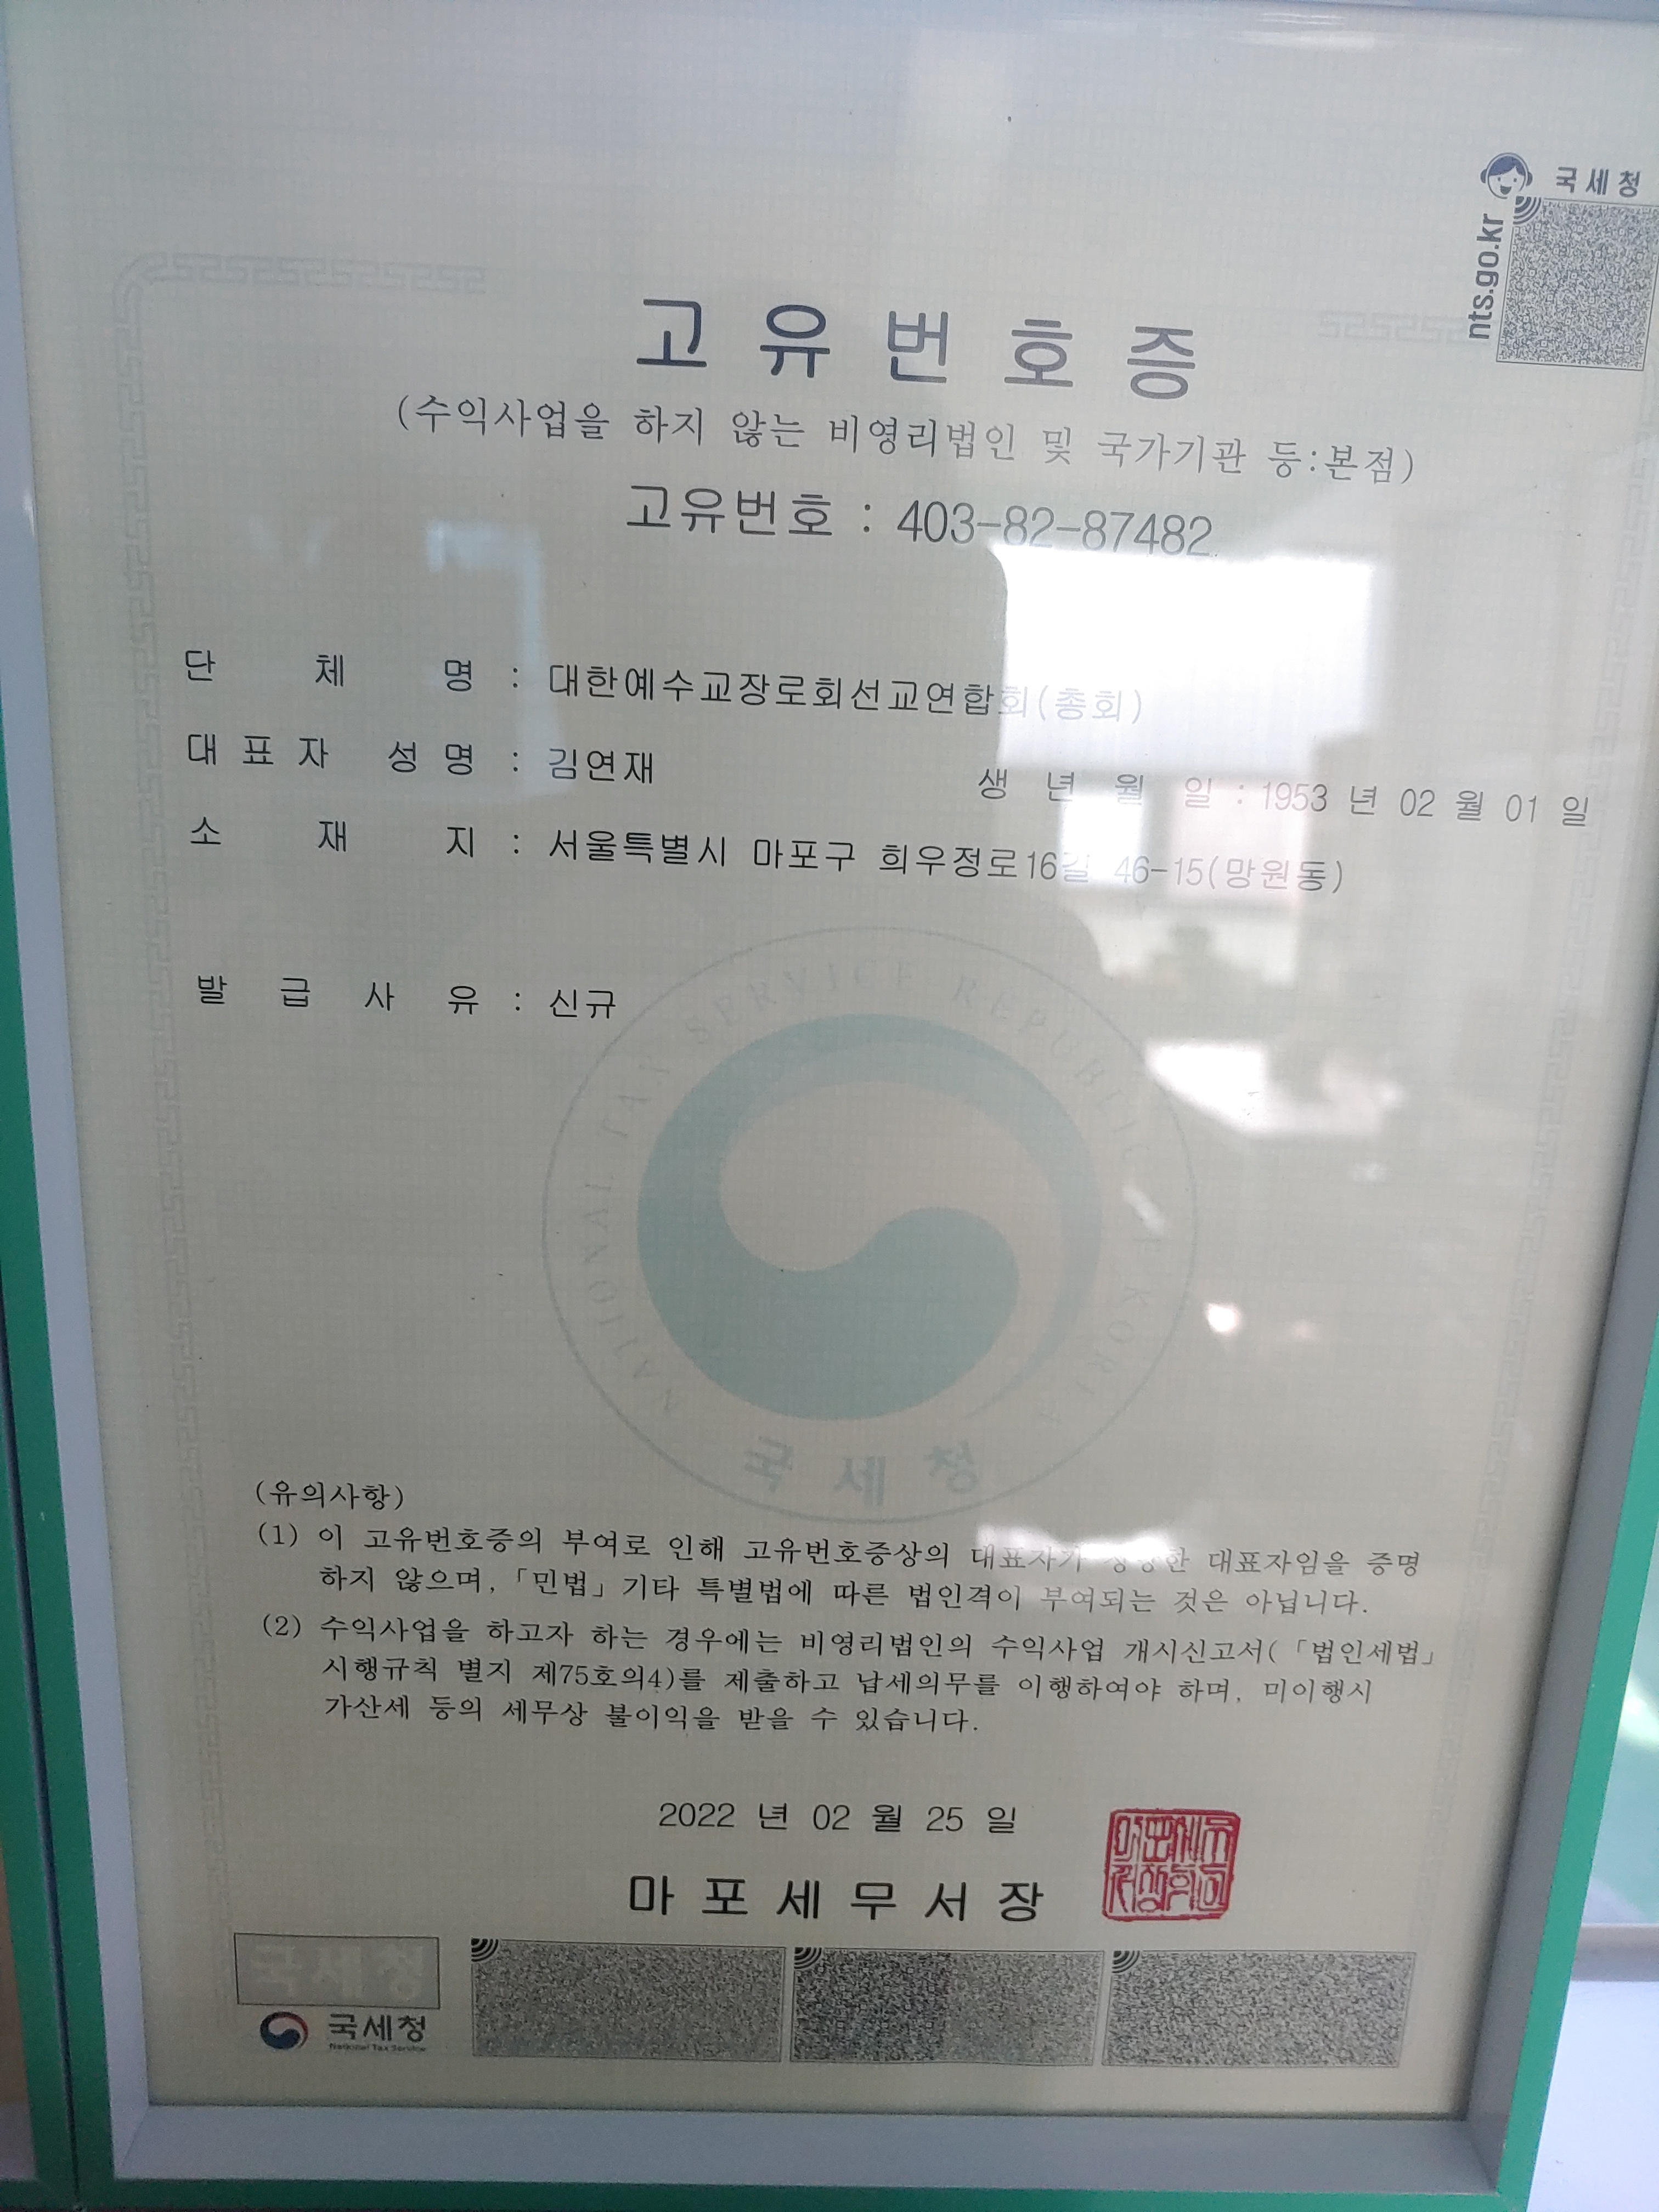 국세청
nts.go.kr
고유번호증
(수익사업을 하지 않는 비영리법인 및 국가기관 등:본점)
고유번호 : 403-82-87482
단체명 : 대한예수교장로회선교연합회(총회)
대표자 성명 : 김연재 생년월일 : 1953 년 02 월 01 일
소재지 : 서울특별시 마포구 희우정로16길 46-15(망원동)
발급사유 : 신규
NATIONAL TAX SERVICE REPUBLIC OF KOREA
국세청
(유의사항)
(1) 이 고유번호증의 부여로 인해 고유번호증상의 대표자가 대표자임을 증명
하지 않으며, 「민법」 기타 특별법에 따른 법인격이 부여되는 것은 아닙니다.
(2) 수익사업을 하고자 하는 경우에는 비영리법인의 수익사업 개시신고서( 「법인세법」
시행규칙 별지 제75호의4)를 제출하고 납세의무를 이행하여야 하며, 미이행시
가산세 등의 세무상 불이익을 받을 수 있습니다.
2022 년 02 월 25 일
마포세무서장
국세청
국세청
National Tax Service